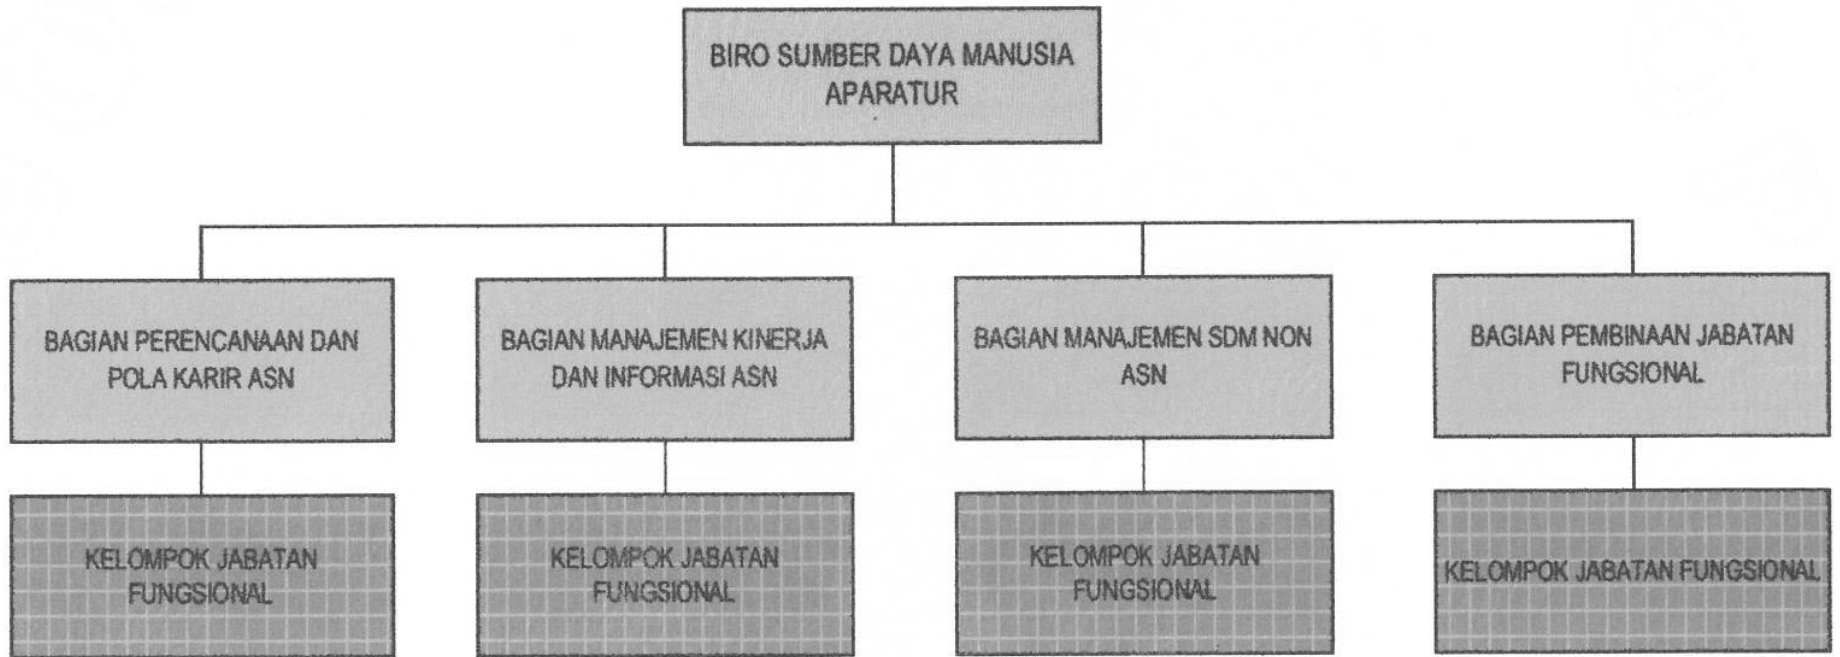 BIRO SUMBER DAYA MANUSIA
APARATUR
BAGIAN PERENCANAAN DAN
POLA KARIR ASN
BAGIAN MANAJEMEN KINERJA
DAN INFORMASI ASN
BAGIAN MANAJEMEN SDM NON
ASN
BAGIAN PEMBINAAN JABATAN
FUNGSIONAL
KELOMPOK JABATAN
FUNGSIONAL
KELOMPOK JABATAN
FUNGSIONAL
KELOMPOK JABATAN
FUNGSIONAL
KELOMPOK JABATAN FUNGSIONAL